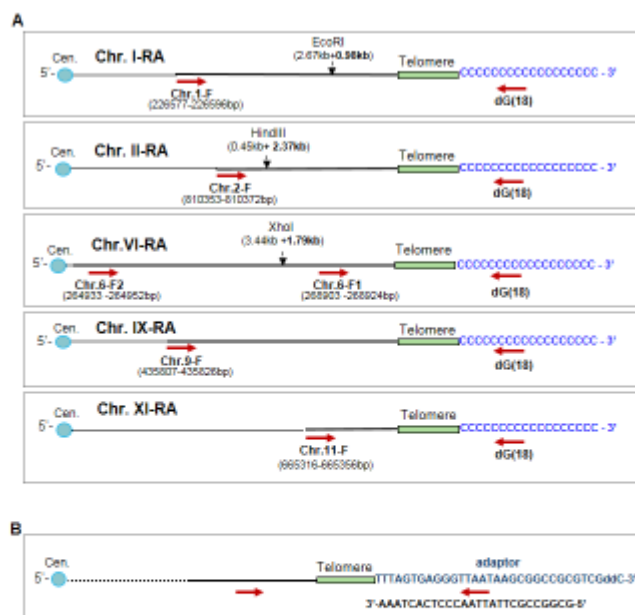 A
EcoRI
(2.67kb+0.98kb)
Cen.
Chr. I-RA
Telomere
5'-
CCCCCCCCCCCCCCCCCC - 3'
Chr.1-F
(226577-226596bp)
dG(18)
HindIII
(0.45kb+ 2.37kb)
Cen.
Chr. II-RA
Telomere
5'-
CCCCCCCCCCCCCCCCCC - 3'
Chr.2-F
(810353-810372bp)
dG(18)
XhoI
(3.44kb +1.79kb)
Cen.
Chr.VI-RA
Telomere
5'-
CCCCCCCCCCCCCCCCCC - 3'
Chr.6-F2
(264933 -264952bp)
Chr.6-F1
(268903 -268924bp)
dG(18)
Cen.
Chr. IX-RA
Telomere
5'-
CCCCCCCCCCCCCCCCCC - 3'
Chr.9-F
(435807-435826bp)
dG(18)
Cen.
Chr. XI-RA
Telomere
5'-
CCCCCCCCCCCCCCCCCC - 3'
Chr.11-F
(665316-665356bp)
dG(18)
B
Cen.
Telomere
adaptor
5'-
TTTAGTGAGGGTTAATAAGCGGCCGCGTCGddC-3'
3'-AAATCACTCCCAATTATTCGCCGGCG-5'